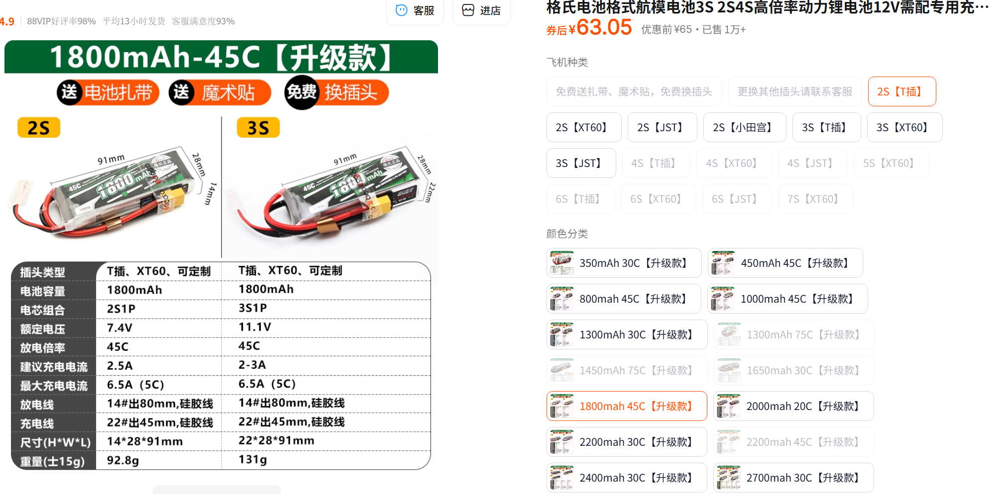 4.9 88VIP好评率98% 平均13小时发货 客服满意度93%
客服 进店
1800mAh-45C【升级款】
送 电池扎带 送 魔术贴 免费 换插头
2S 3S
91mm 28mm 14mm
45C 1800mAh
91mm 28mm 22mm
45C 1800mAh
插头类型 T插、XT60、可定制 T插、XT60、可定制
电池容量 1800mAh 1800mAh
电芯组合 2S1P 3S1P
额定电压 7.4V 11.1V
放电倍率 45C 45C
建议充电电流 2.5A 2-3A
最大充电电流 6.5A（5C） 6.5A（5C）
放电线 14#出80mm,硅胶线 14#出80mm,硅胶线
充电线 22#出45mm,硅胶线 22#出45mm,硅胶线
尺寸(H*W*L) 14*28*91mm 22*28*91mm
重量(士15g) 92.8g 131g
格氏电池格式航模电池3S 2S4S高倍率动力锂电池12V需配专用充…
券后¥63.05 优惠前¥65·已售 1万+
飞机种类
免费送扎带、魔术贴，免费换插头 更换其他插头请联系客服 2S【T插】
2S【XT60】 2S【JST】 2S【小田宫】 3S【T插】 3S【XT60】
3S【JST】 4S【T插】 4S【XT60】 4S【JST】 5S【XT60】
6S【T插】 6S【XT60】 6S【JST】 7S【XT60】
颜色分类
350mAh 30C【升级款】 450mAh 45C【升级款】
800mah 45C【升级款】 1000mah 45C【升级款】
1300mAh 30C【升级款】 1300mAh 75C【升级款】
1450mAh 75C【升级款】 1650mah 30C【升级款】
1800mah 45C【升级款】 2000mah 20C【升级款】
2200mah 30C【升级款】 2200mah 45C【升级款】
2400mah 30C【升级款】 2700mah 30C【升级款】